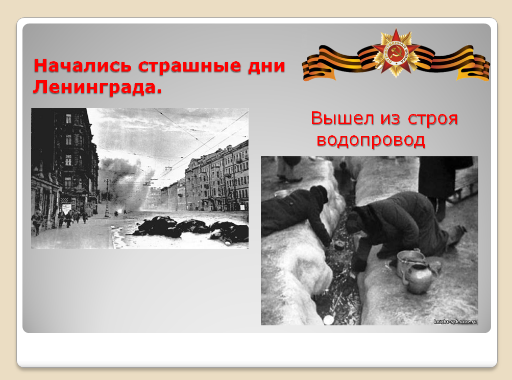 Начались страшные дни
Ленинграда.
Вышел из строя
водопровод